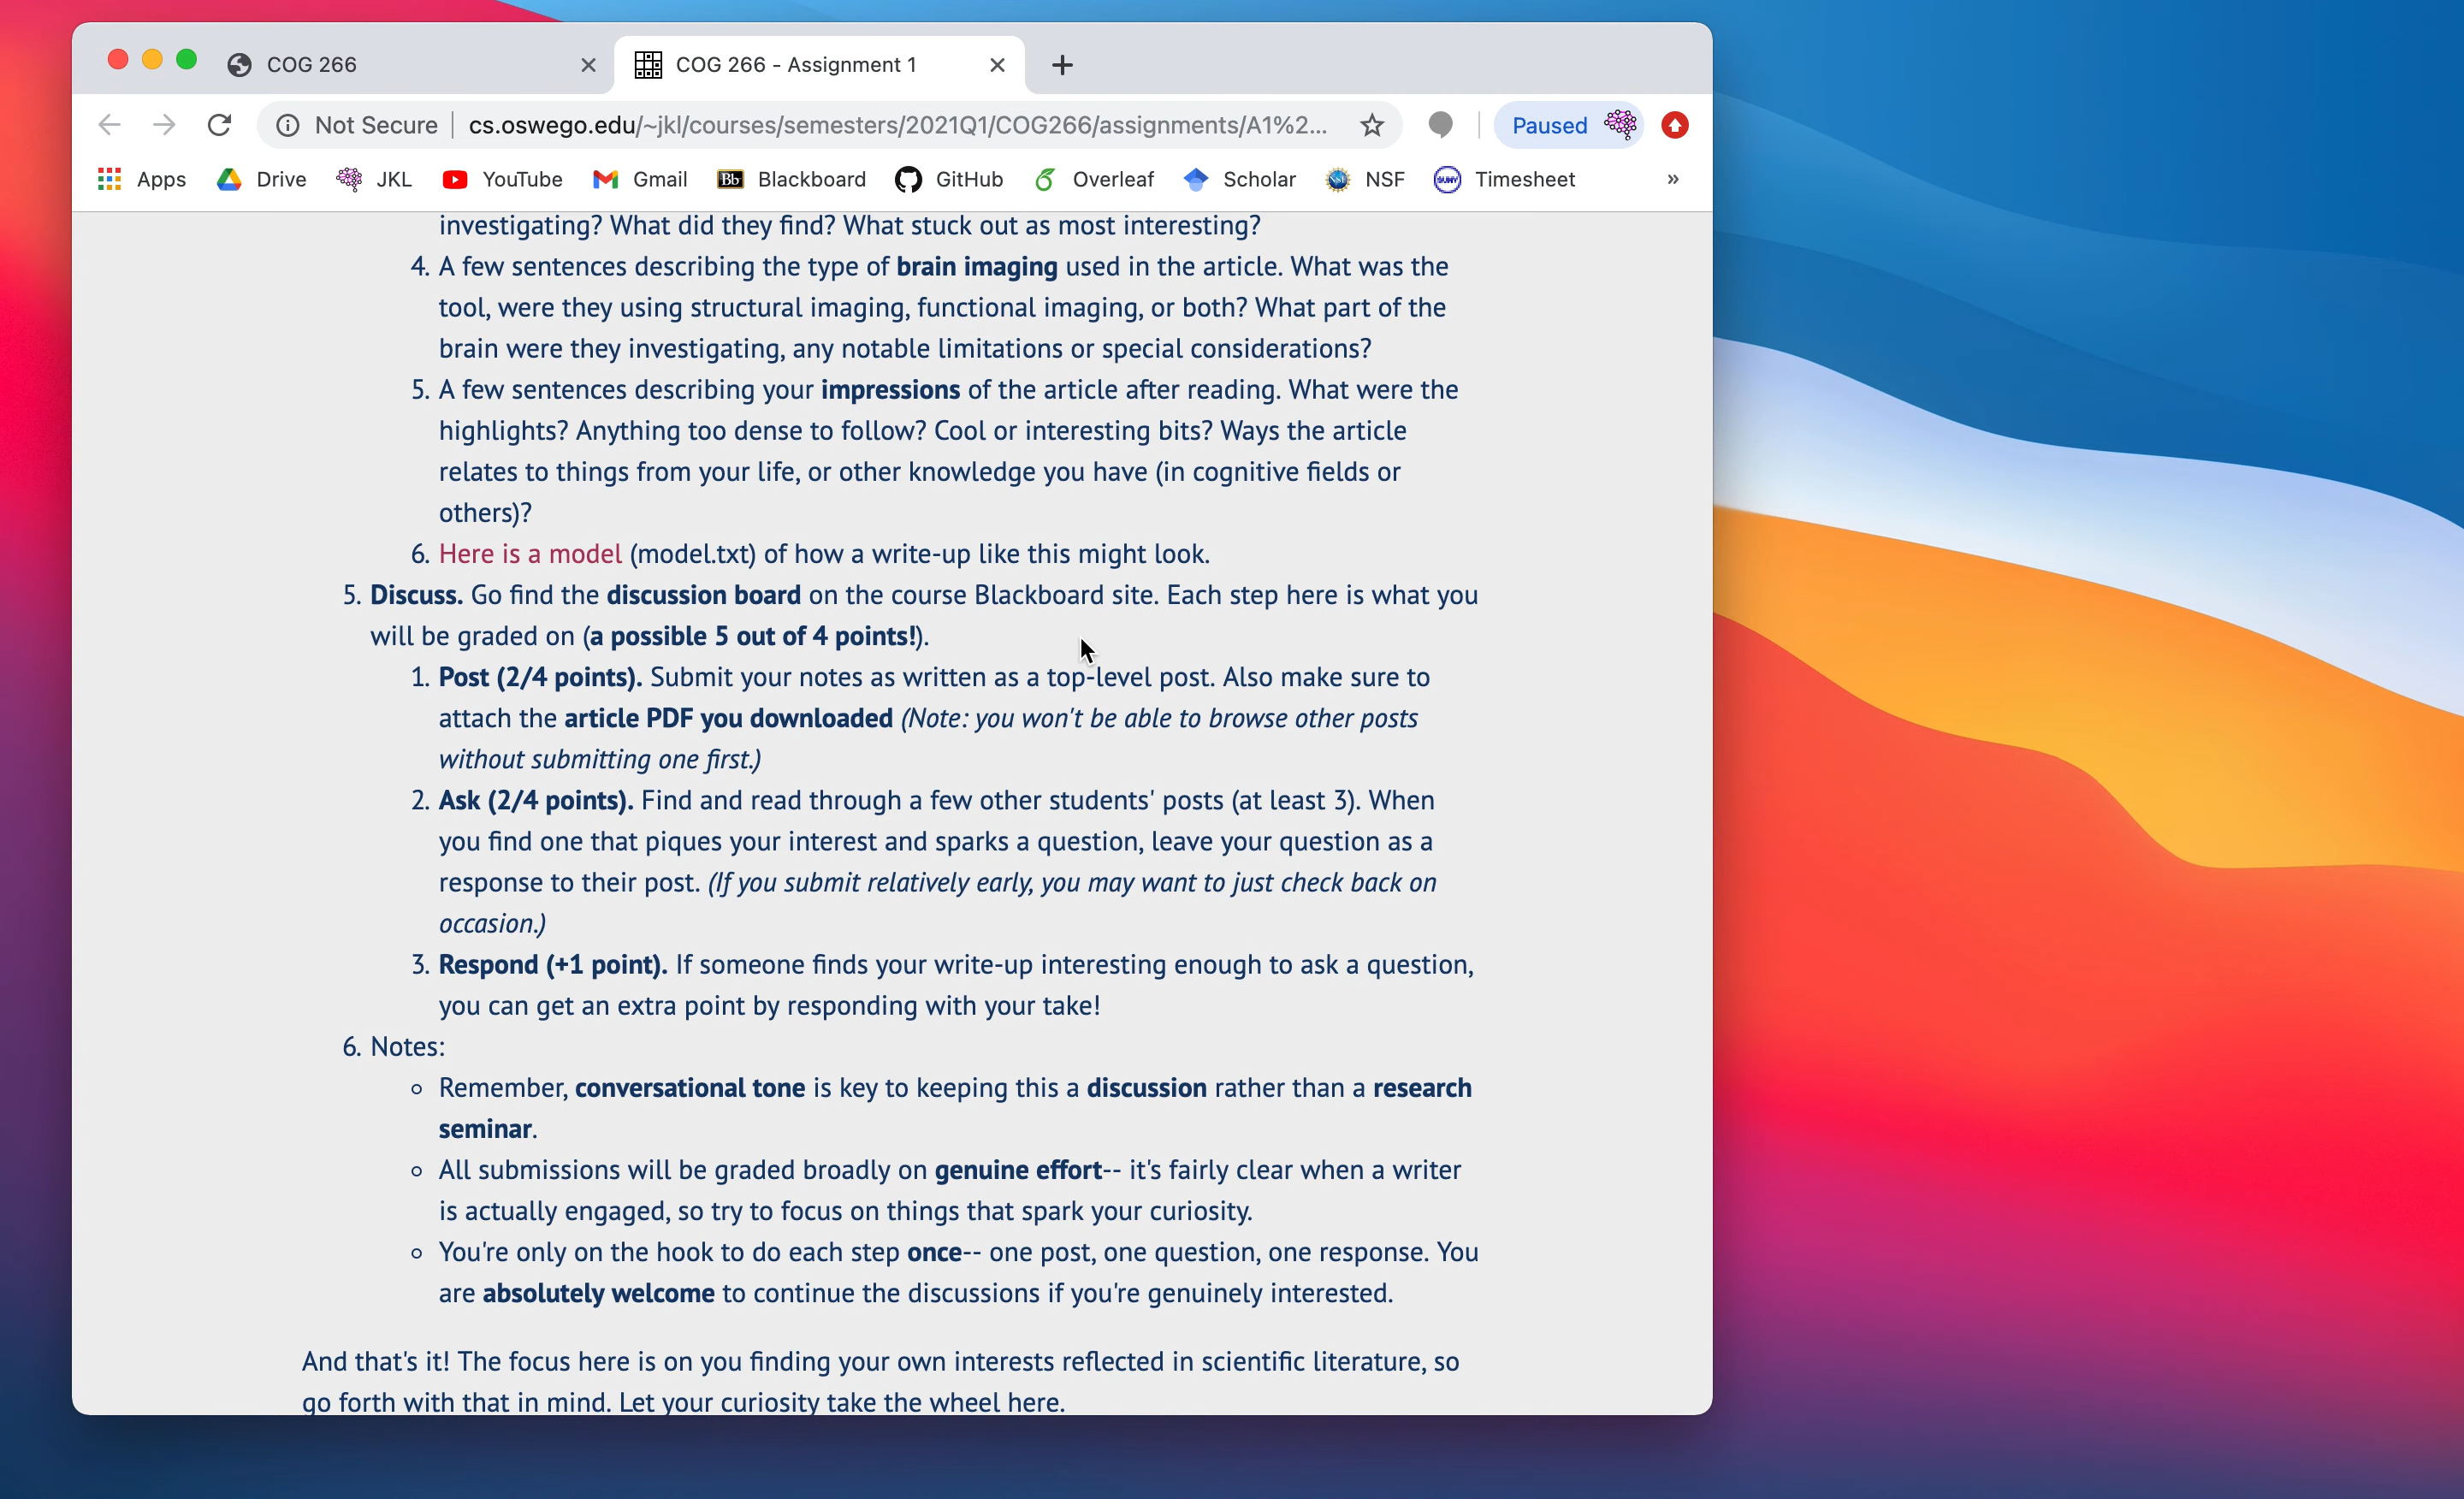 COG 266
COG 266 - Assignment 1
Not Secure
cs.oswego.edu/~jkl/courses/semesters/2021Q1/COG266/assignments/A1%2...
Paused
Apps
Drive
JKL
YouTube
Gmail
Bb
Blackboard
GitHub
Overleaf
Scholar
NSF
Timesheet
»
investigating? What did they find? What stuck out as most interesting?
4. A few sentences describing the type of brain imaging used in the article. What was the
tool, were they using structural imaging, functional imaging, or both? What part of the
brain were they investigating, any notable limitations or special considerations?
5. A few sentences describing your impressions of the article after reading. What were the
highlights? Anything too dense to follow? Cool or interesting bits? Ways the article
relates to things from your life, or other knowledge you have (in cognitive fields or
others)?
6. Here is a model (model.txt) of how a write-up like this might look.
5. Discuss. Go find the discussion board on the course Blackboard site. Each step here is what you
will be graded on (a possible 5 out of 4 points!).
1. Post (2/4 points). Submit your notes as written as a top-level post. Also make sure to
attach the article PDF you downloaded (Note: you won't be able to browse other posts
without submitting one first.)
2. Ask (2/4 points). Find and read through a few other students' posts (at least 3). When
you find one that piques your interest and sparks a question, leave your question as a
response to their post. (If you submit relatively early, you may want to just check back on
occasion.)
3. Respond (+1 point). If someone finds your write-up interesting enough to ask a question,
you can get an extra point by responding with your take!
6. Notes:
Remember, conversational tone is key to keeping this a discussion rather than a research
seminar.
All submissions will be graded broadly on genuine effort-- it's fairly clear when a writer
is actually engaged, so try to focus on things that spark your curiosity.
You're only on the hook to do each step once-- one post, one question, one response. You
are absolutely welcome to continue the discussions if you're genuinely interested.
And that's it! The focus here is on you finding your own interests reflected in scientific literature, so
go forth with that in mind. Let your curiosity take the wheel here.